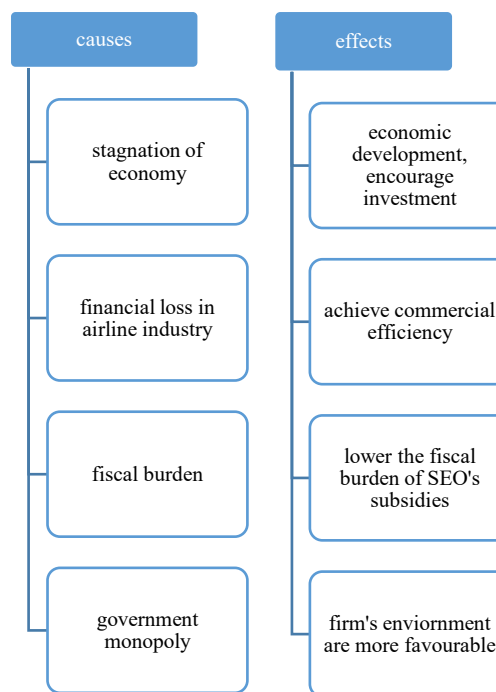 causes
stagnation of
economy
financial loss in
airline industry
fiscal burden
government
monopoly
effects
economic
development,
encourage
investment
achieve commercial
efficiency
lower the fiscal
burden of SEO's
subsidies
firm's enviornment
are more favourable